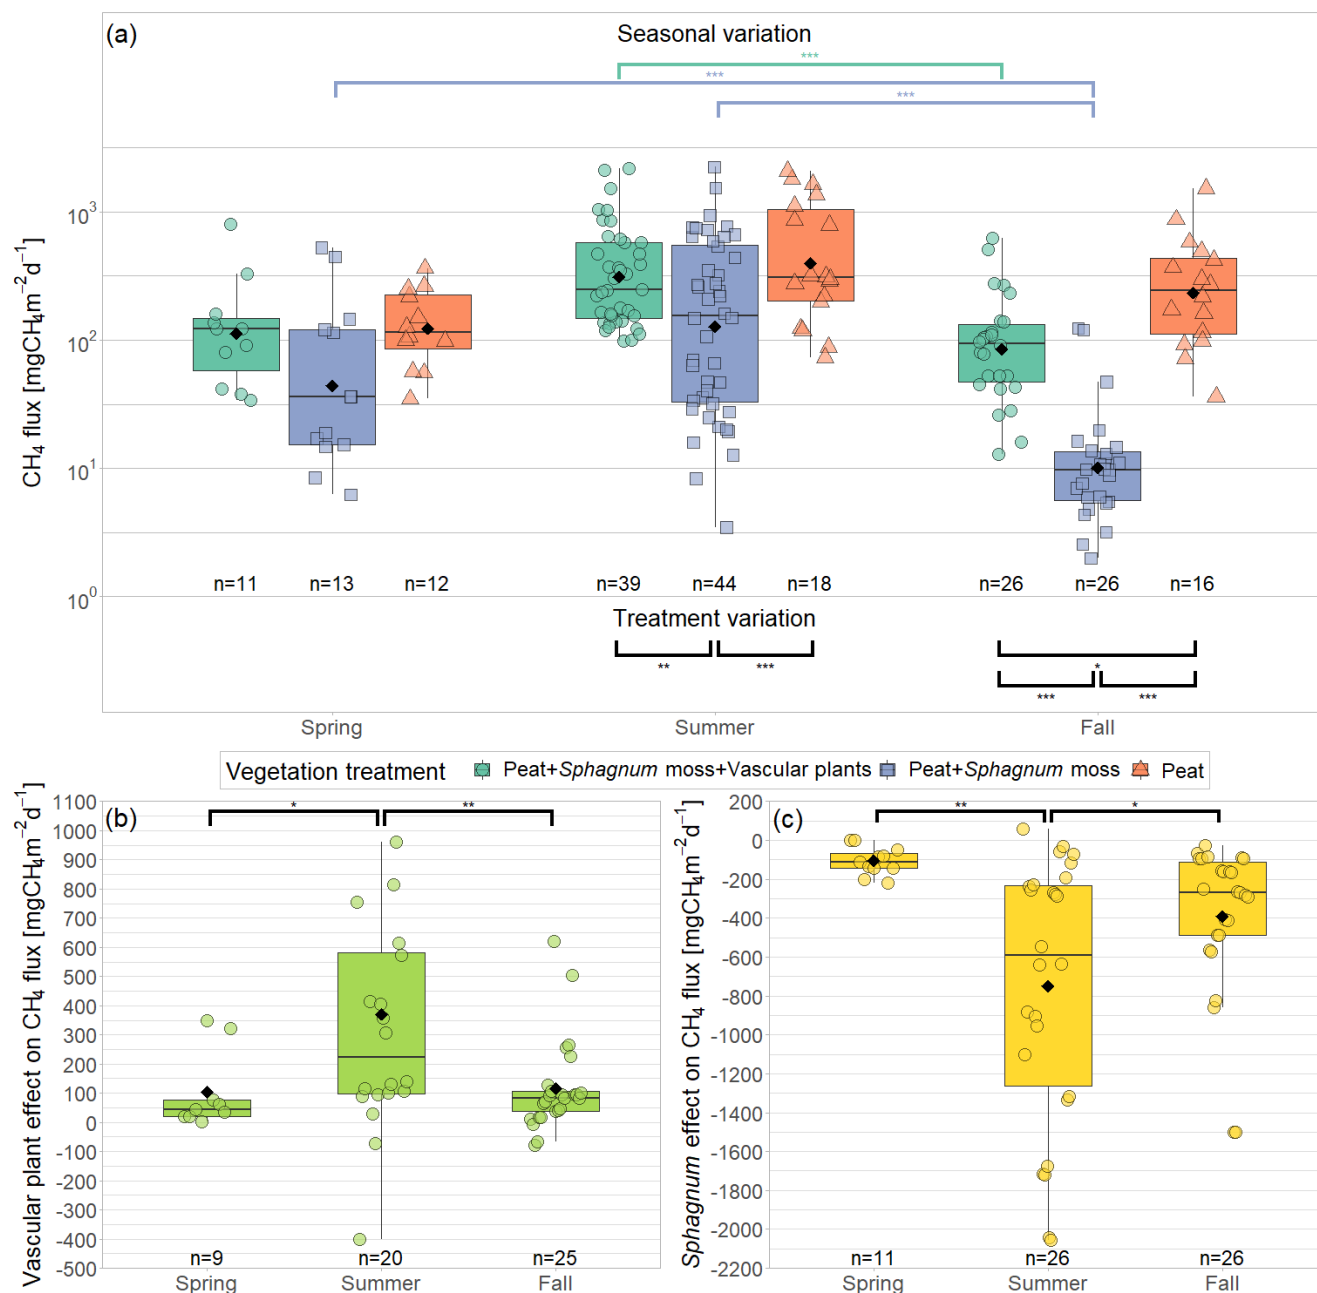 (a)
Seasonal variation
***
***
***
CH₄ flux [mgCH₄m⁻²d⁻¹]
10³
10²
10¹
10⁰
n=11 n=13 n=12 n=39 n=44 n=18 n=26 n=26 n=16
Treatment variation
** *** *
*** ***
Spring Summer Fall
Vegetation treatment Peat+Sphagnum moss+Vascular plants Peat+Sphagnum moss Peat
(b)
* **
Vascular plant effect on CH₄ flux [mgCH₄m⁻²d⁻¹]
1100
1000
900
800
700
600
500
400
300
200
100
0
-100
-200
-300
-400
-500
n=9 n=20 n=25
Spring Summer Fall
(c)
** *
Sphagnum effect on CH₄ flux [mgCH₄m⁻²d⁻¹]
200
0
-200
-400
-600
-800
-1000
-1200
-1400
-1600
-1800
-2000
-2200
n=11 n=26 n=26
Spring Summer Fall